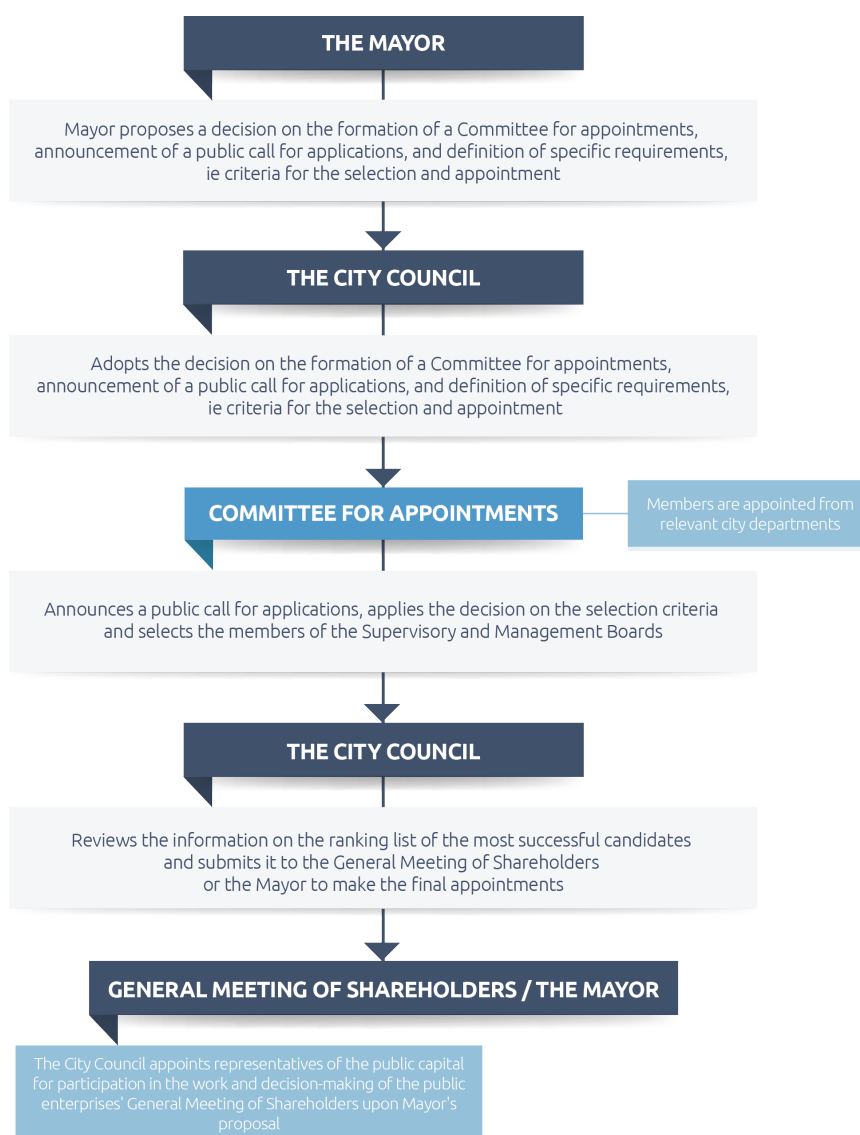 THE MAYOR
Mayor proposes a decision on the formation of a Committee for appointments,
announcement of a public call for applications, and definition of specific requirements,
ie criteria for the selection and appointment
THE CITY COUNCIL
Adopts the decision on the formation of a Committee for appointments,
announcement of a public call for applications, and definition of specific requirements,
ie criteria for the selection and appointment
COMMITTEE FOR APPOINTMENTS
Members are appointed from
relevant city departments
Announces a public call for applications, applies the decision on the selection criteria
and selects the members of the Supervisory and Management Boards
THE CITY COUNCIL
Reviews the information on the ranking list of the most successful candidates
and submits it to the General Meeting of Shareholders
or the Mayor to make the final appointments
GENERAL MEETING OF SHAREHOLDERS / THE MAYOR
The City Council appoints representatives of the public capital
for participation in the work and decision-making of the public
enterprises' General Meeting of Shareholders upon Mayor's
proposal